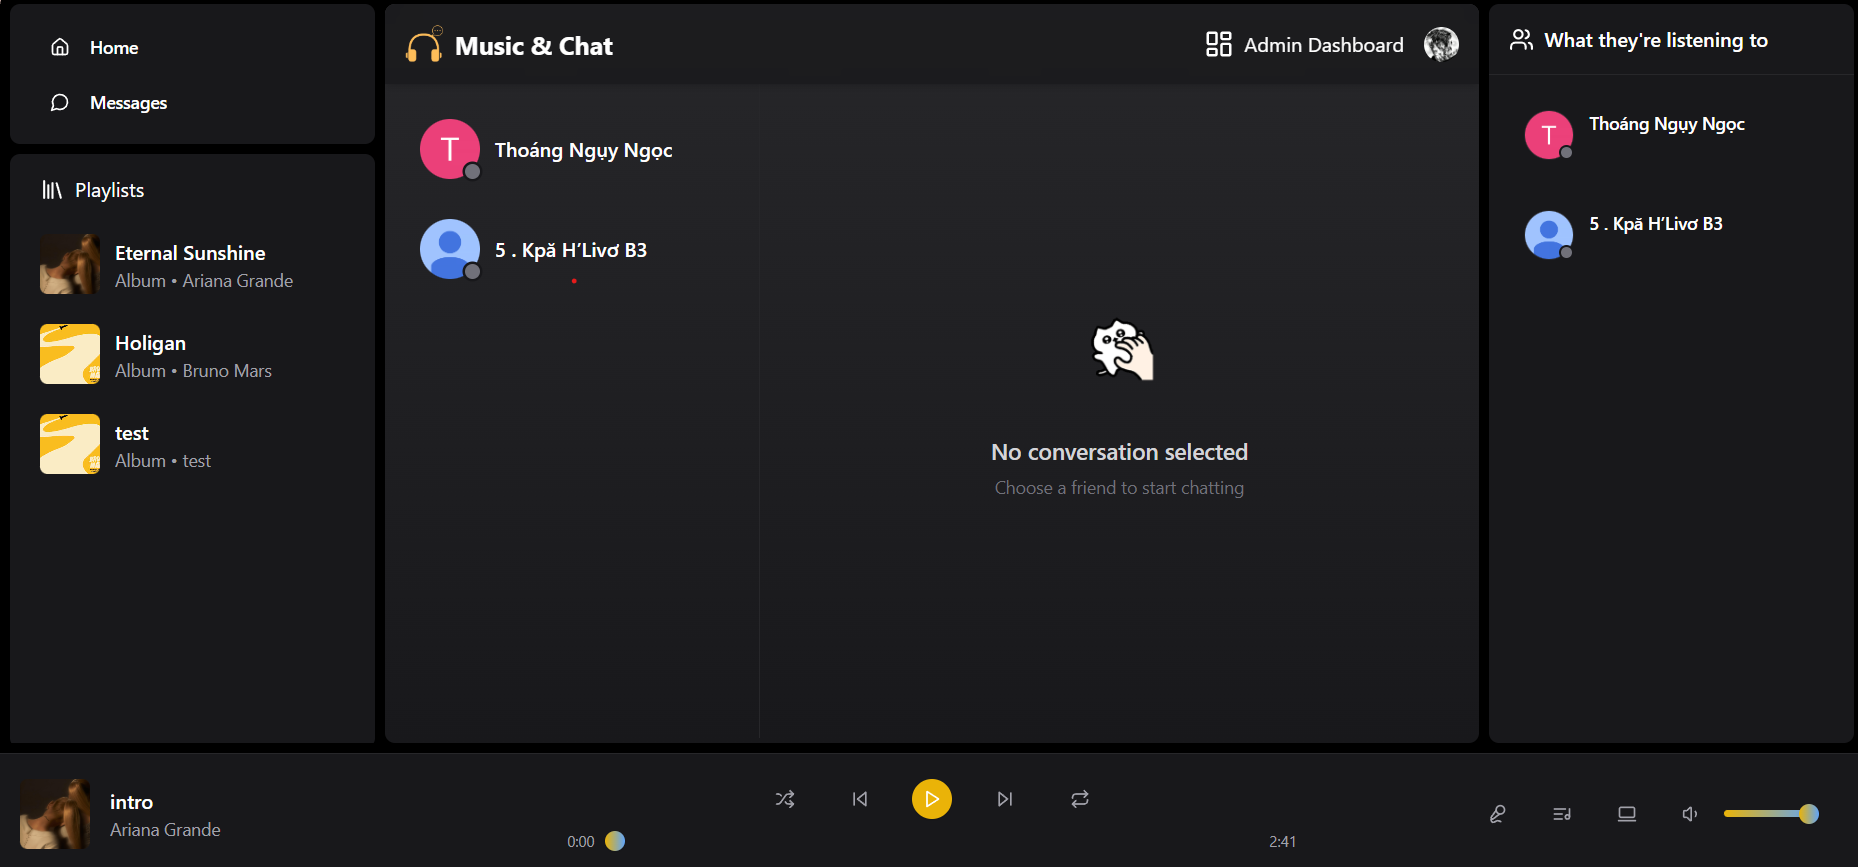 Home
Messages
Playlists
Eternal Sunshine
Album • Ariana Grande
Holigan
Album • Bruno Mars
test
Album • test
Music & Chat
Admin Dashboard
T
Thoáng Ngụy Ngọc
5 . Kpă H’Livơ B3
No conversation selected
Choose a friend to start chatting
What they're listening to
T
Thoáng Ngụy Ngọc
5 . Kpă H’Livơ B3
intro
Ariana Grande
0:00
2:41